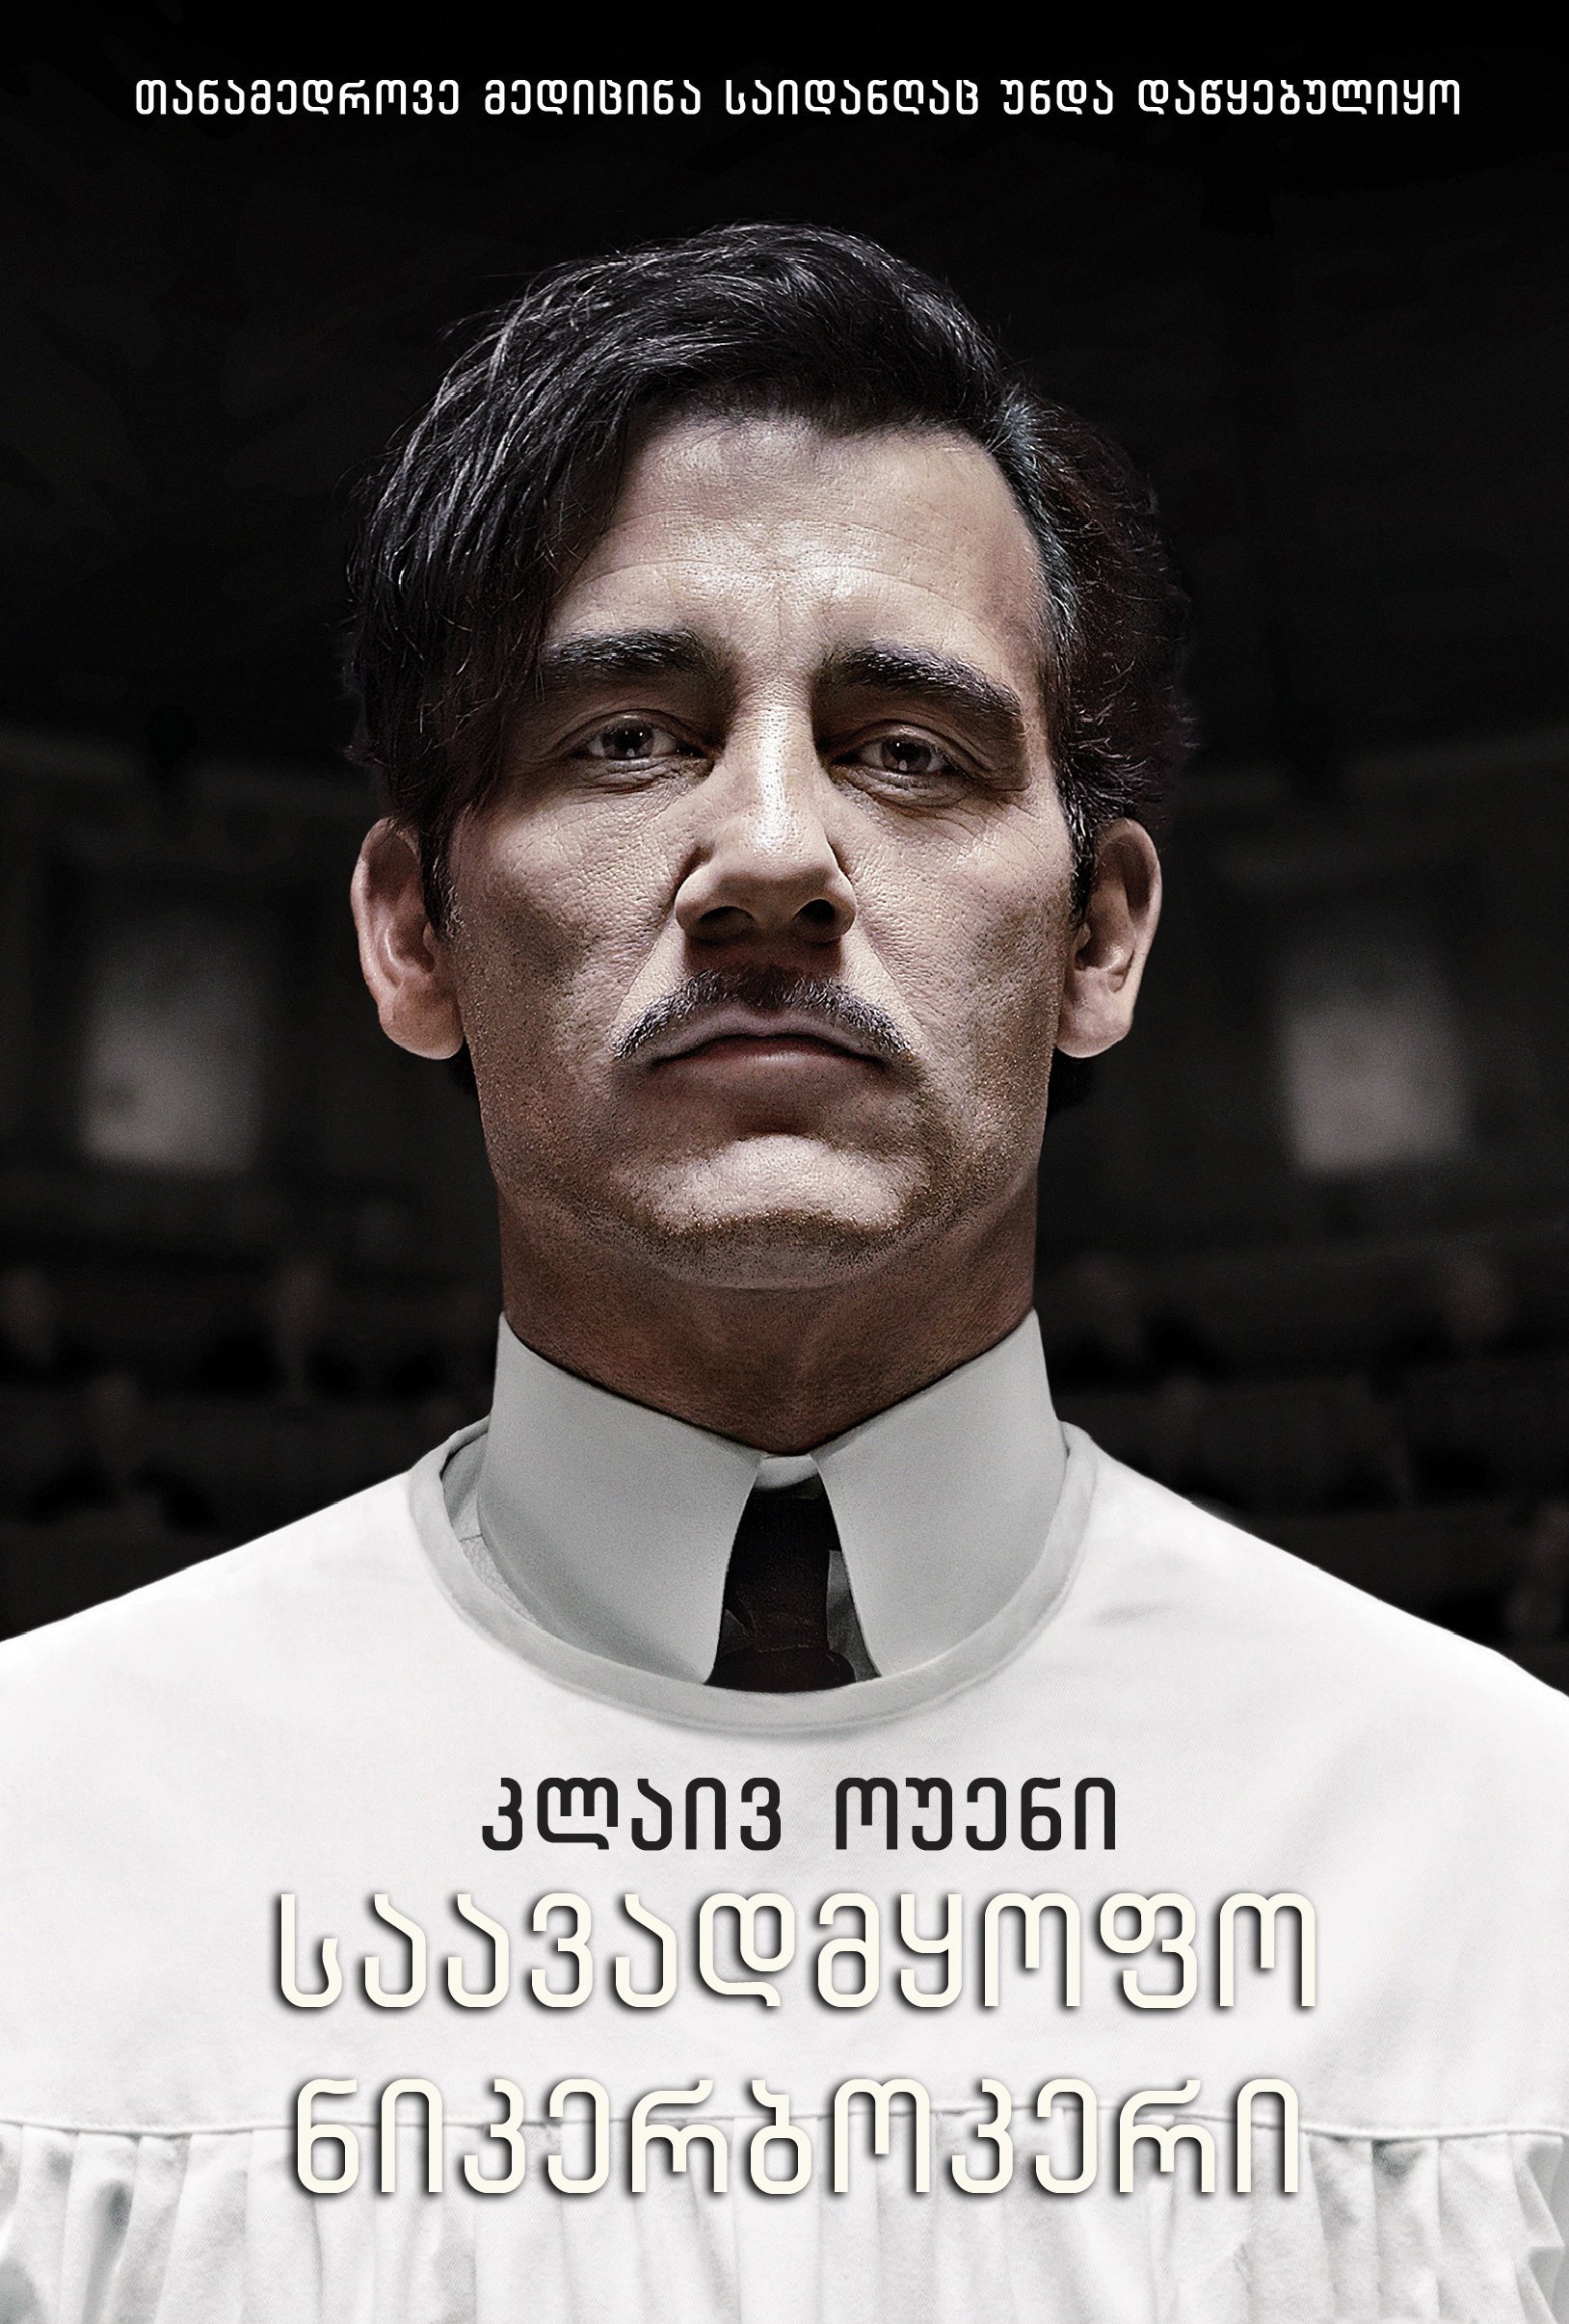 თანამედროვე მედიცინა საიდანღაც უნდა დაწყებულიყო
კლაივ ოუენი
საავადმყოფო
ნიკერბოკერი